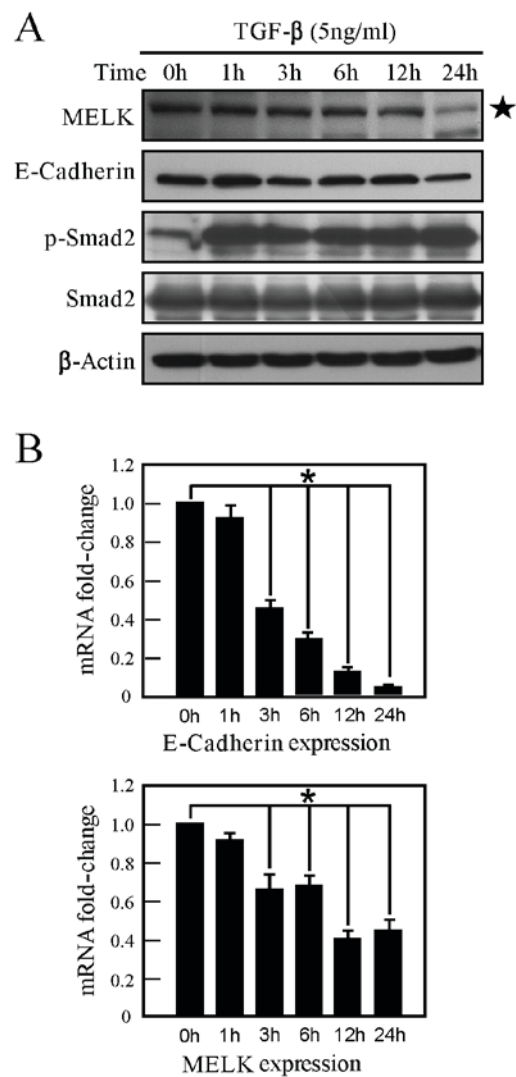 A
TGF-β (5ng/ml)
Time 0h 1h 3h 6h 12h 24h
MELK ★
E-Cadherin
p-Smad2
Smad2
β-Actin
B
mRNA fold-change
1.2
1.0
0.8
0.6
0.4
0.2
0
*
0h 1h 3h 6h 12h 24h
E-Cadherin expression
mRNA fold-change
1.2
1.0
0.8
0.6
0.4
0.2
0
*
0h 1h 3h 6h 12h 24h
MELK expression